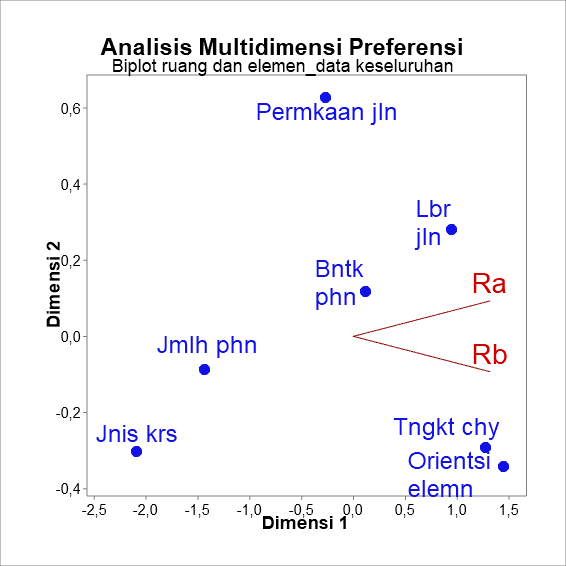 Analisis Multidimensi Preferensi
Biplot ruang dan elemen_data keseluruhan
0,6
Permkaan jln
0,4
Lbr
jln
Dimensi 2
0,2
Bntk
phn
Ra
0,0
Jmlh phn
Rb
-0,2
Jnis krs
Tngkt chy
Orientsi
elemn
-0,4
-2,5 -2,0 -1,5 -1,0 -0,5 0,0 0,5 1,0 1,5
Dimensi 1